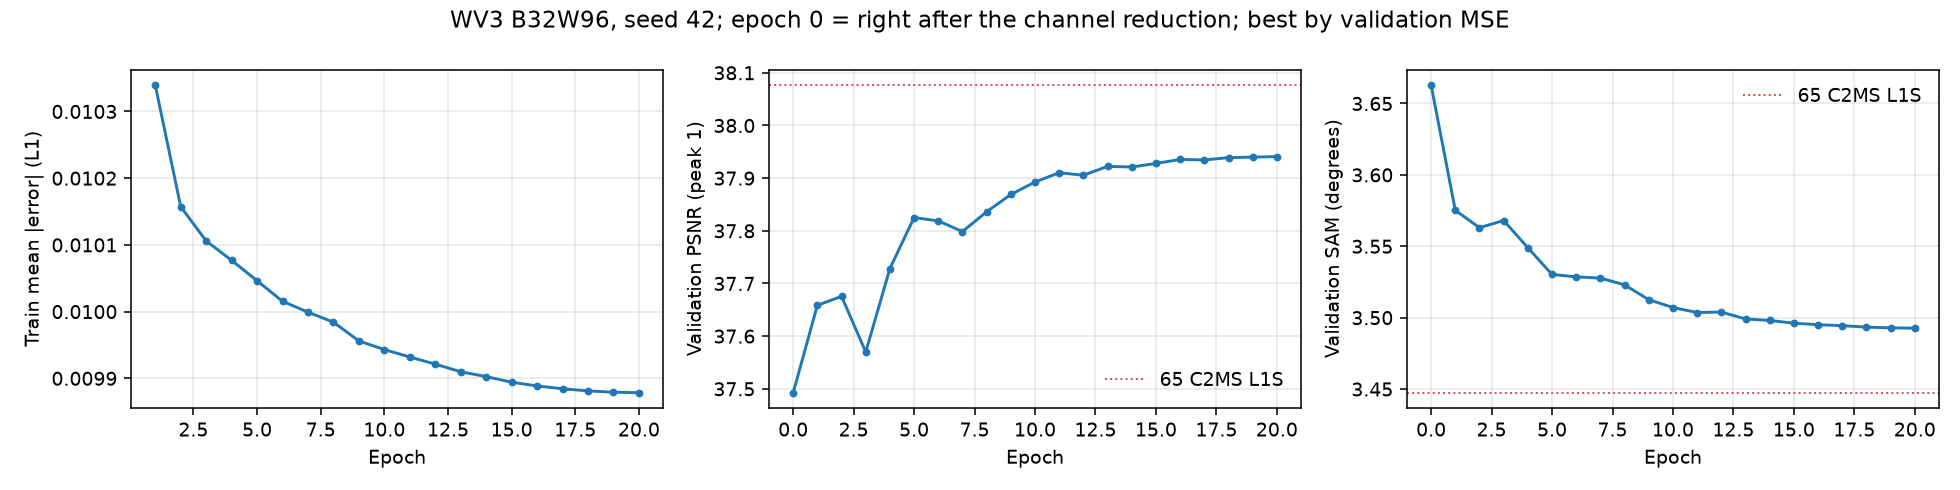 WV3 B32W96, seed 42; epoch 0 = right after the channel reduction; best by validation MSE
Train mean |error| (L1)
0.0103
0.0102
0.0101
0.0100
0.0099
2.5 5.0 7.5 10.0 12.5 15.0 17.5 20.0
Epoch
Validation PSNR (peak 1)
38.1
38.0
37.9
37.8
37.7
37.6
37.5
65 C2MS L1S
0.0 2.5 5.0 7.5 10.0 12.5 15.0 17.5 20.0
Epoch
Validation SAM (degrees)
3.65
3.60
3.55
3.50
3.45
65 C2MS L1S
0.0 2.5 5.0 7.5 10.0 12.5 15.0 17.5 20.0
Epoch